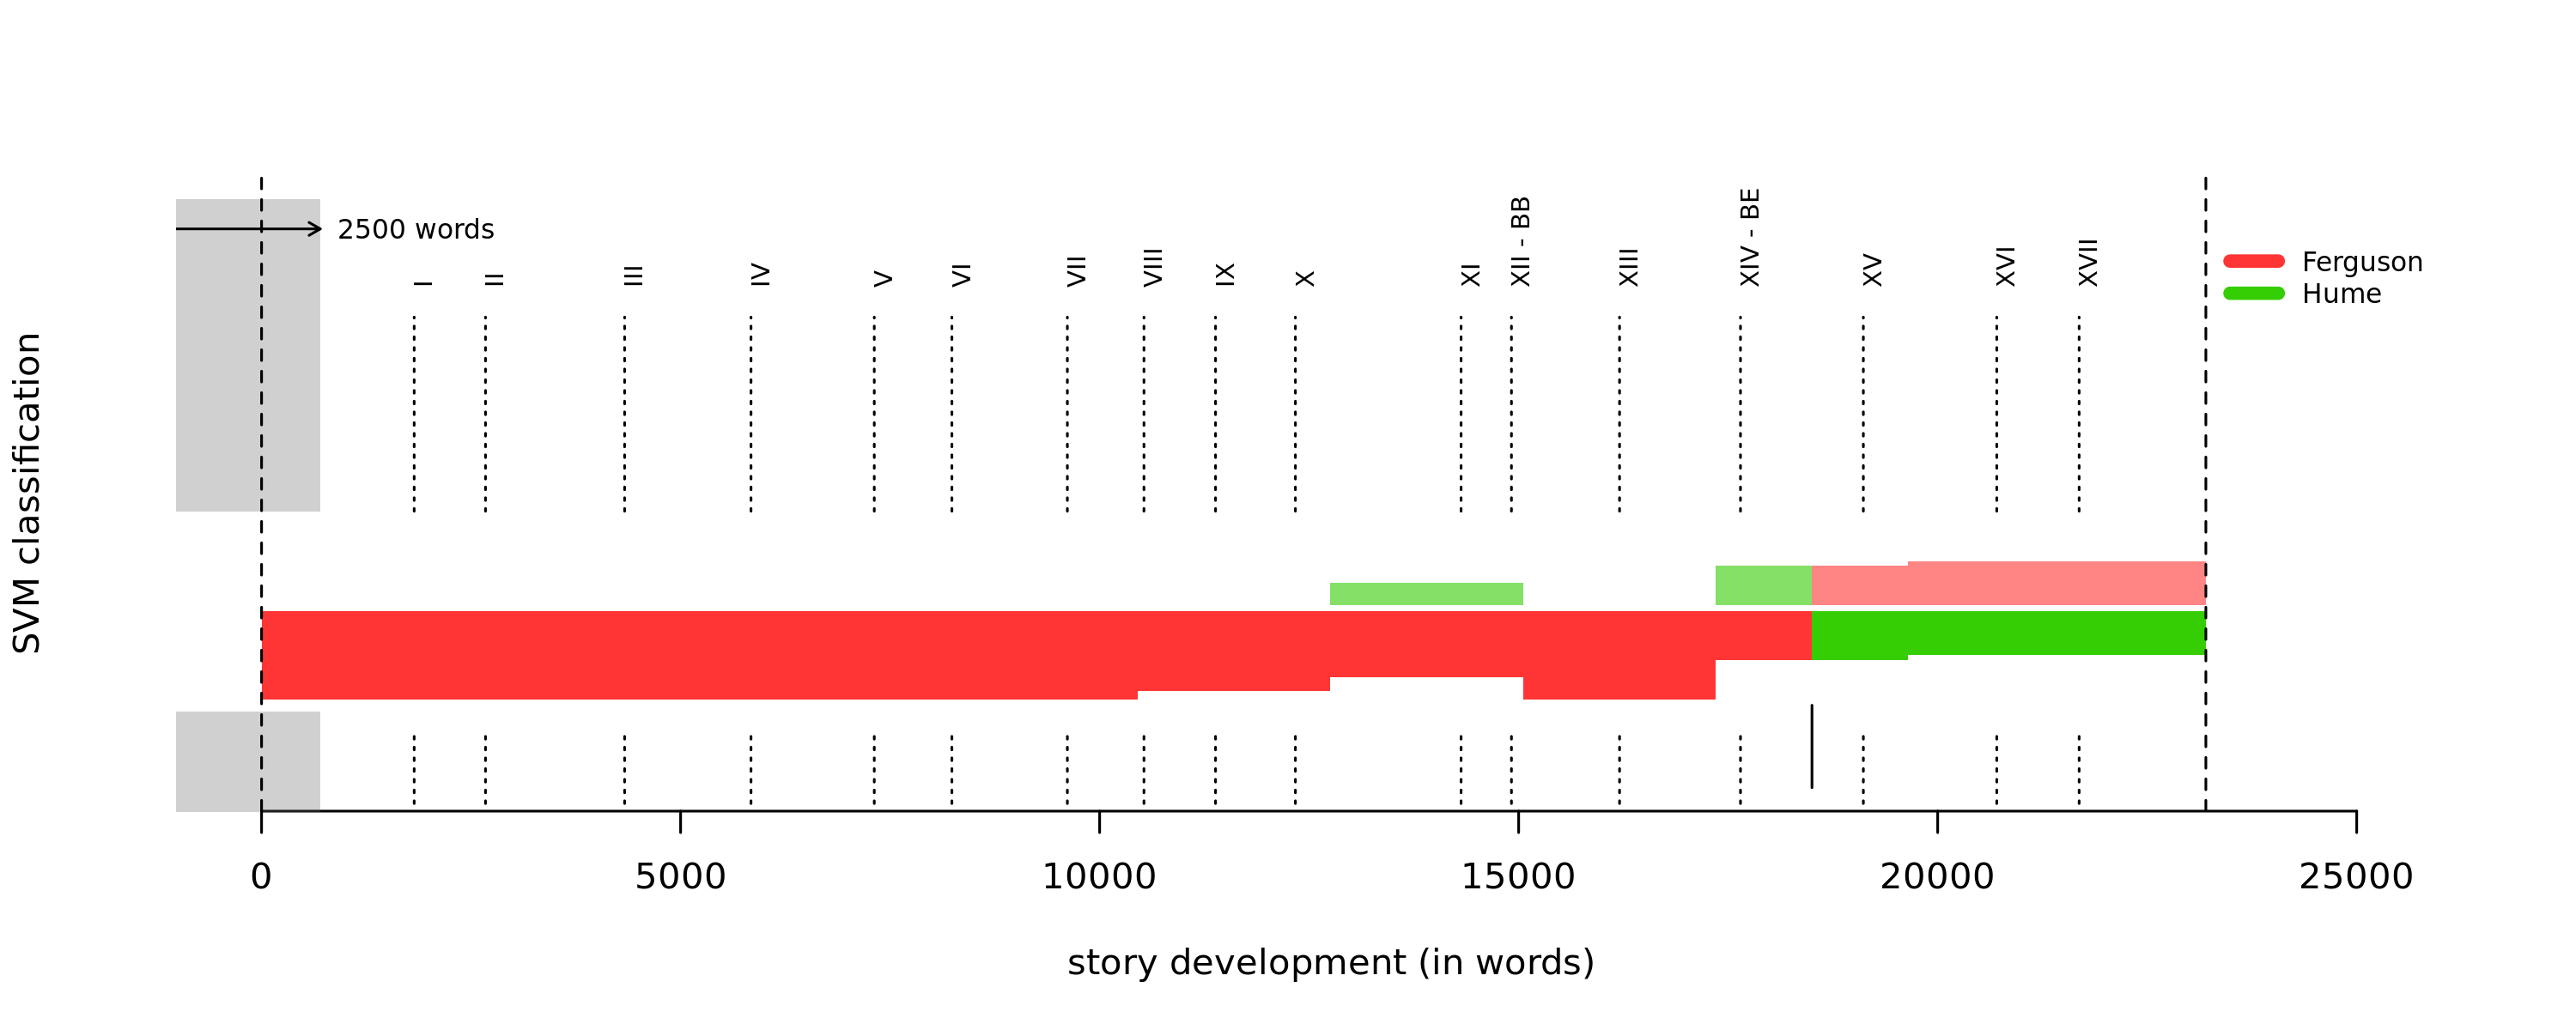 2500 words
I
II
III
IV
V
VI
VII
VIII
IX
X
XI
XII - BB
XIII
XIV - BE
XV
XVI
XVII
Ferguson
Hume
SVM classification
0
5000
10000
15000
20000
25000
story development (in words)